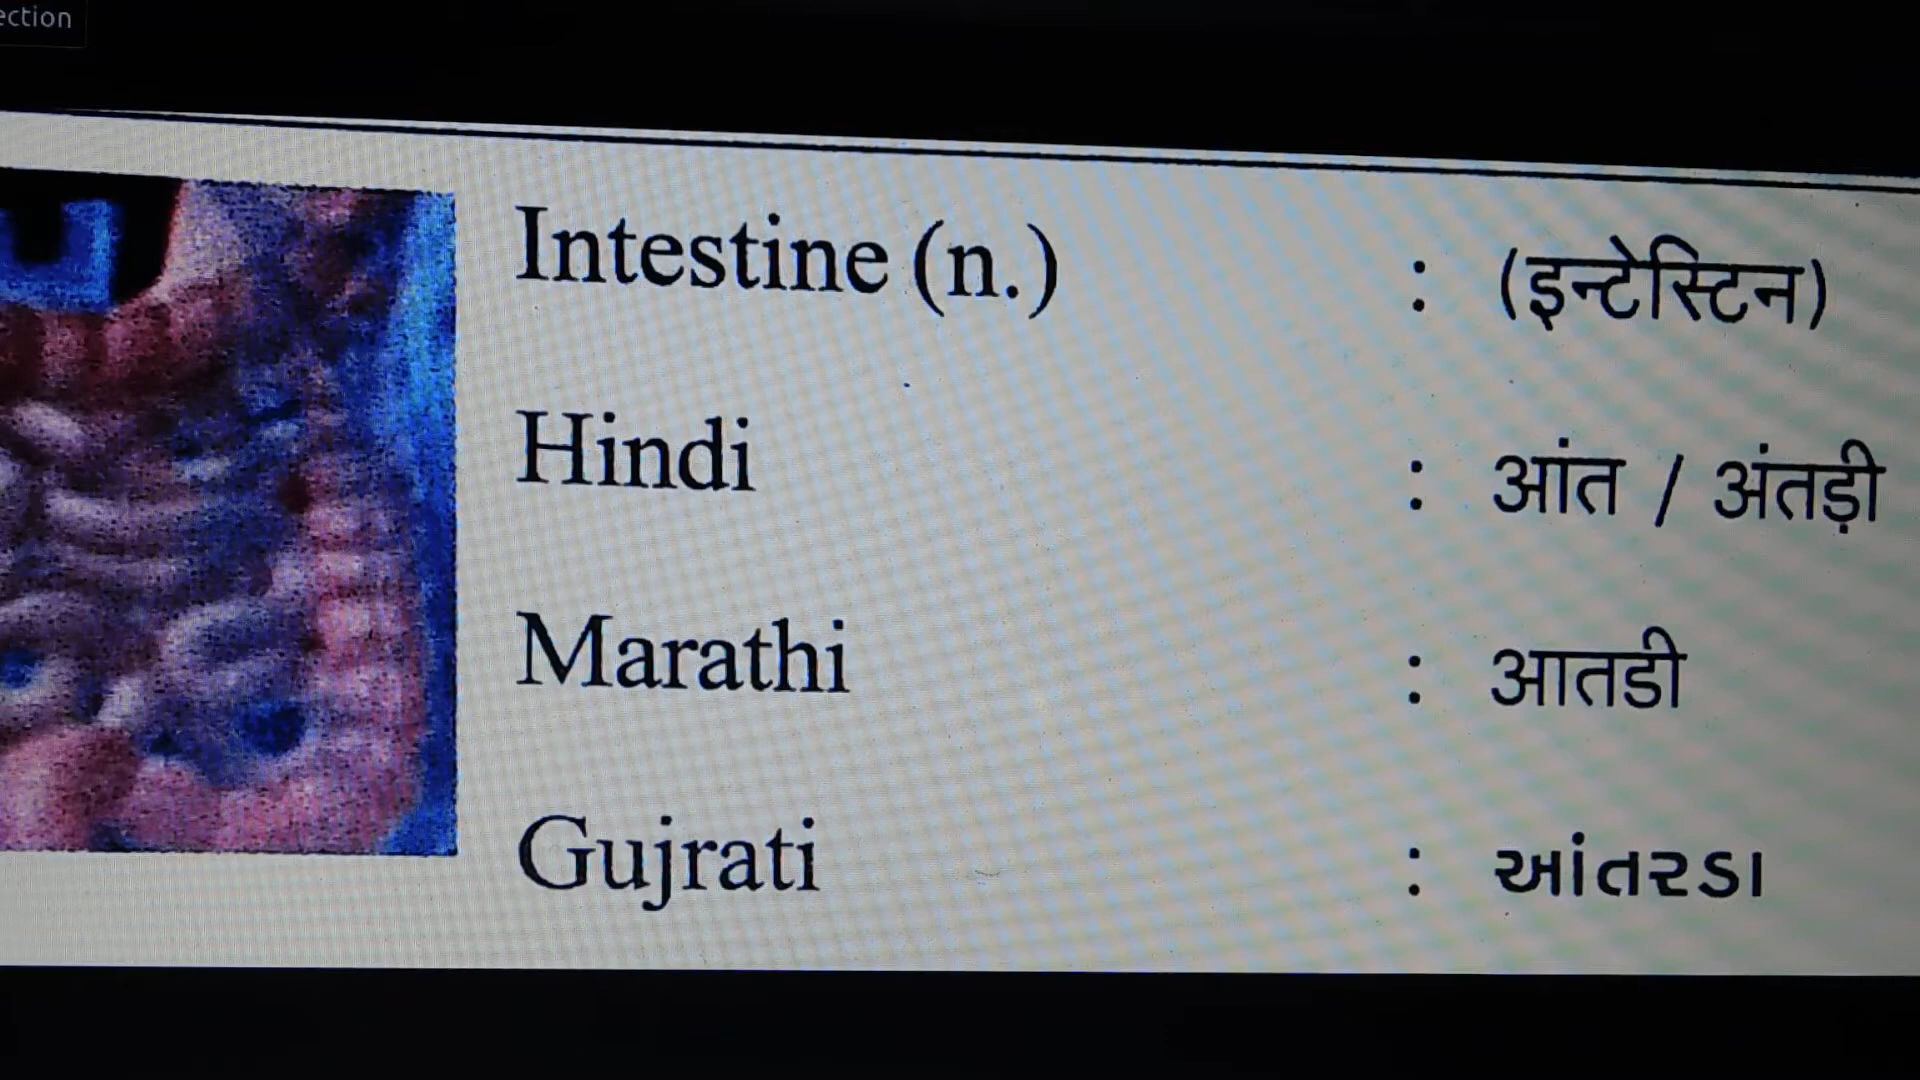 ection
Intestine (n.) : (इन्टेस्टिन)
Hindi : आंत / अंतड़ी
Marathi : आतडी
Gujrati : આંતરડા